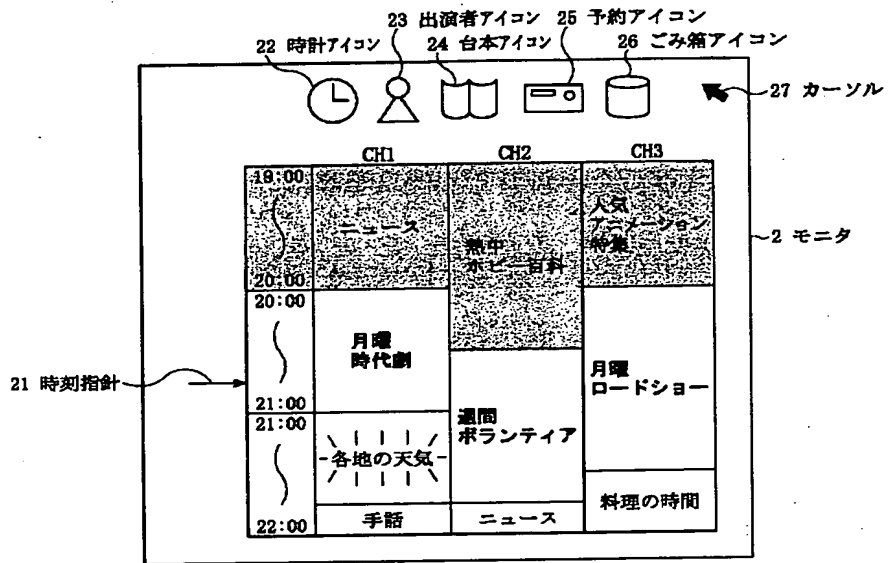 23 出演者アイコン
25 予約アイコン
22 時計アイコン
24 台本アイコン
26 ごみ箱アイコン
27 カーソル
CH1
CH2
CH3
19:00
ニュース
熱中
ホビー百科
人気
アニメーション
特集
2 モニタ
20:00
20:00
月曜
時代劇
月曜
ロードショー
21 時刻指針
21:00
21:00
週間
ボランティア
各地の天気
料理の時間
22:00
手話
ニュース